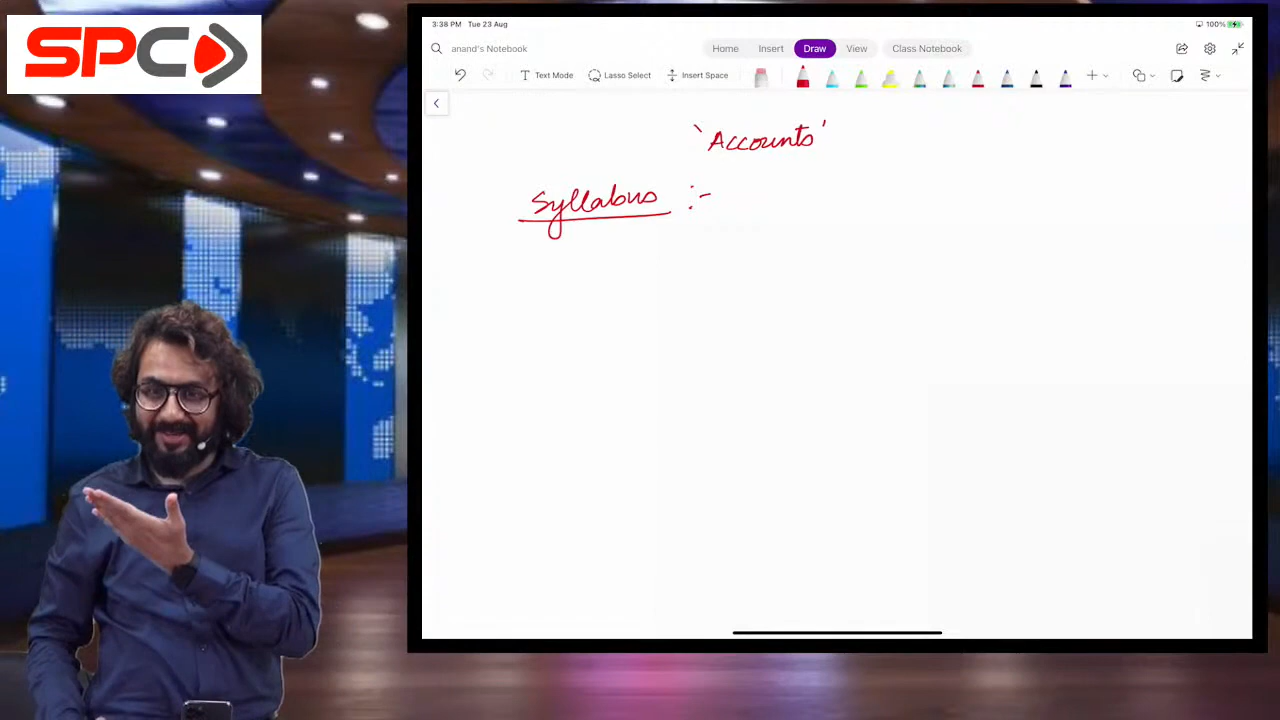 SPC
3:38 PM Tue 23 Aug
100%
anand's Notebook
Home Insert Draw View Class Notebook
Text Mode Lasso Select Insert Space
'Accounts'
Syllabus :-